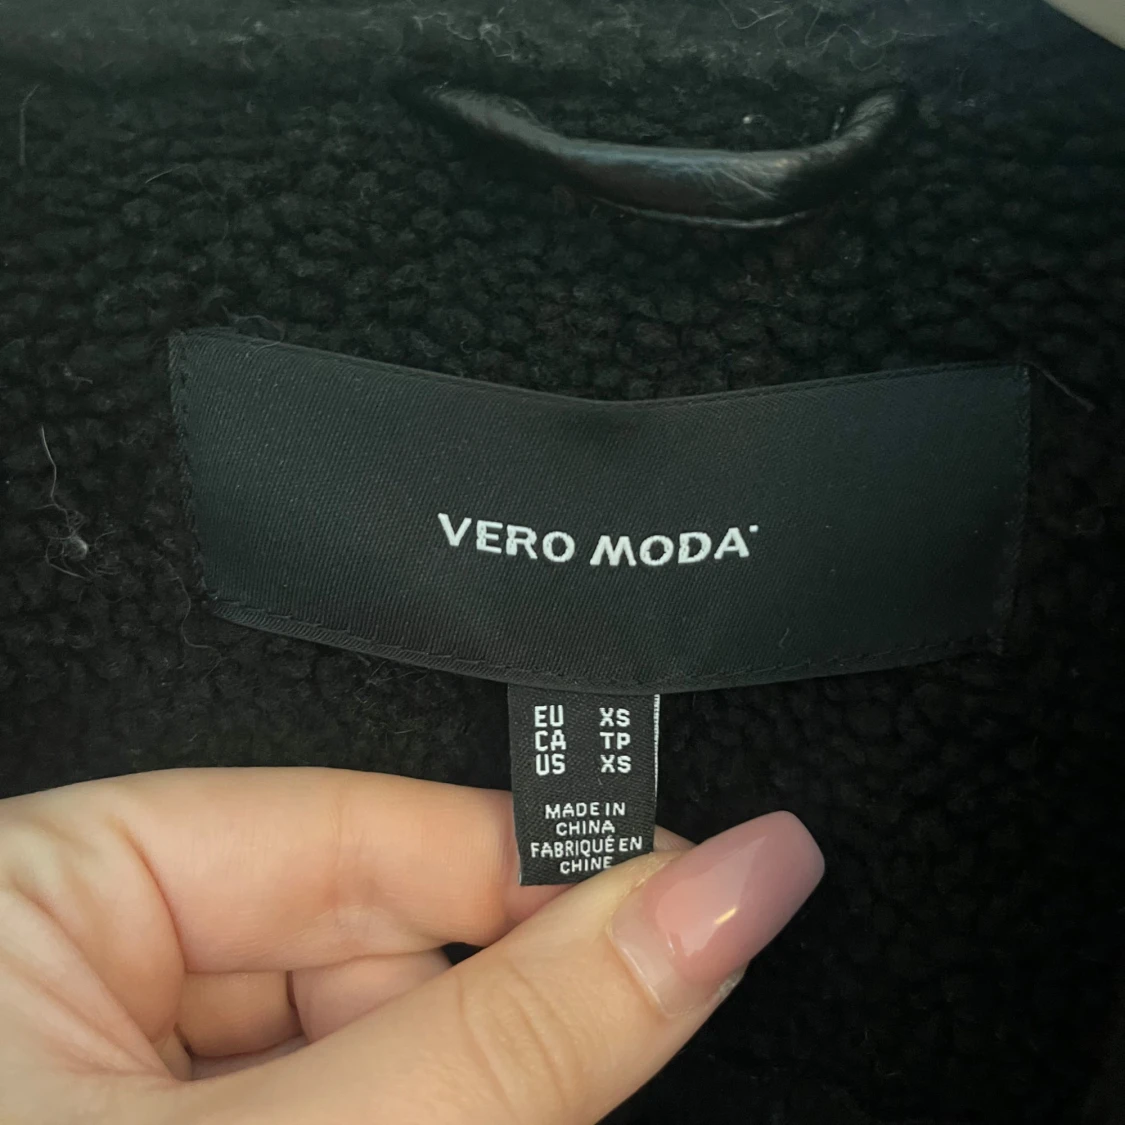 VERO MODA
EU XS
CA TP
US XS
MADE IN
CHINA
FABRIQUÉ EN
CHINE